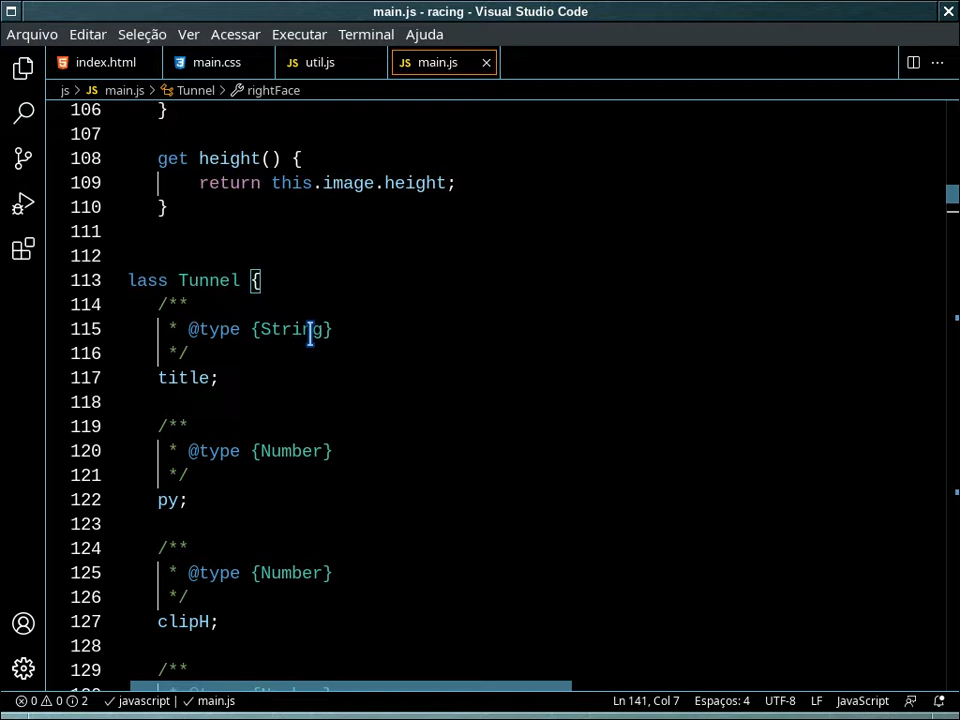 main.js - racing - Visual Studio Code
Arquivo Editar Seleção Ver Acessar Executar Terminal Ajuda
index.html main.css JS util.js JS main.js
js > JS main.js > Tunnel > rightFace
106 }
107
108 get height() {
109 return this.image.height;
110 }
111
112
113 lass Tunnel {
114 /**
115 * @type {String}
116 */
117 title;
118
119 /**
120 * @type {Number}
121 */
122 py;
123
124 /**
125 * @type {Number}
126 */
127 clipH;
128
129 /**
0 0 2 javascript | main.js Ln 141, Col 7 Espaços: 4 UTF-8 LF JavaScript